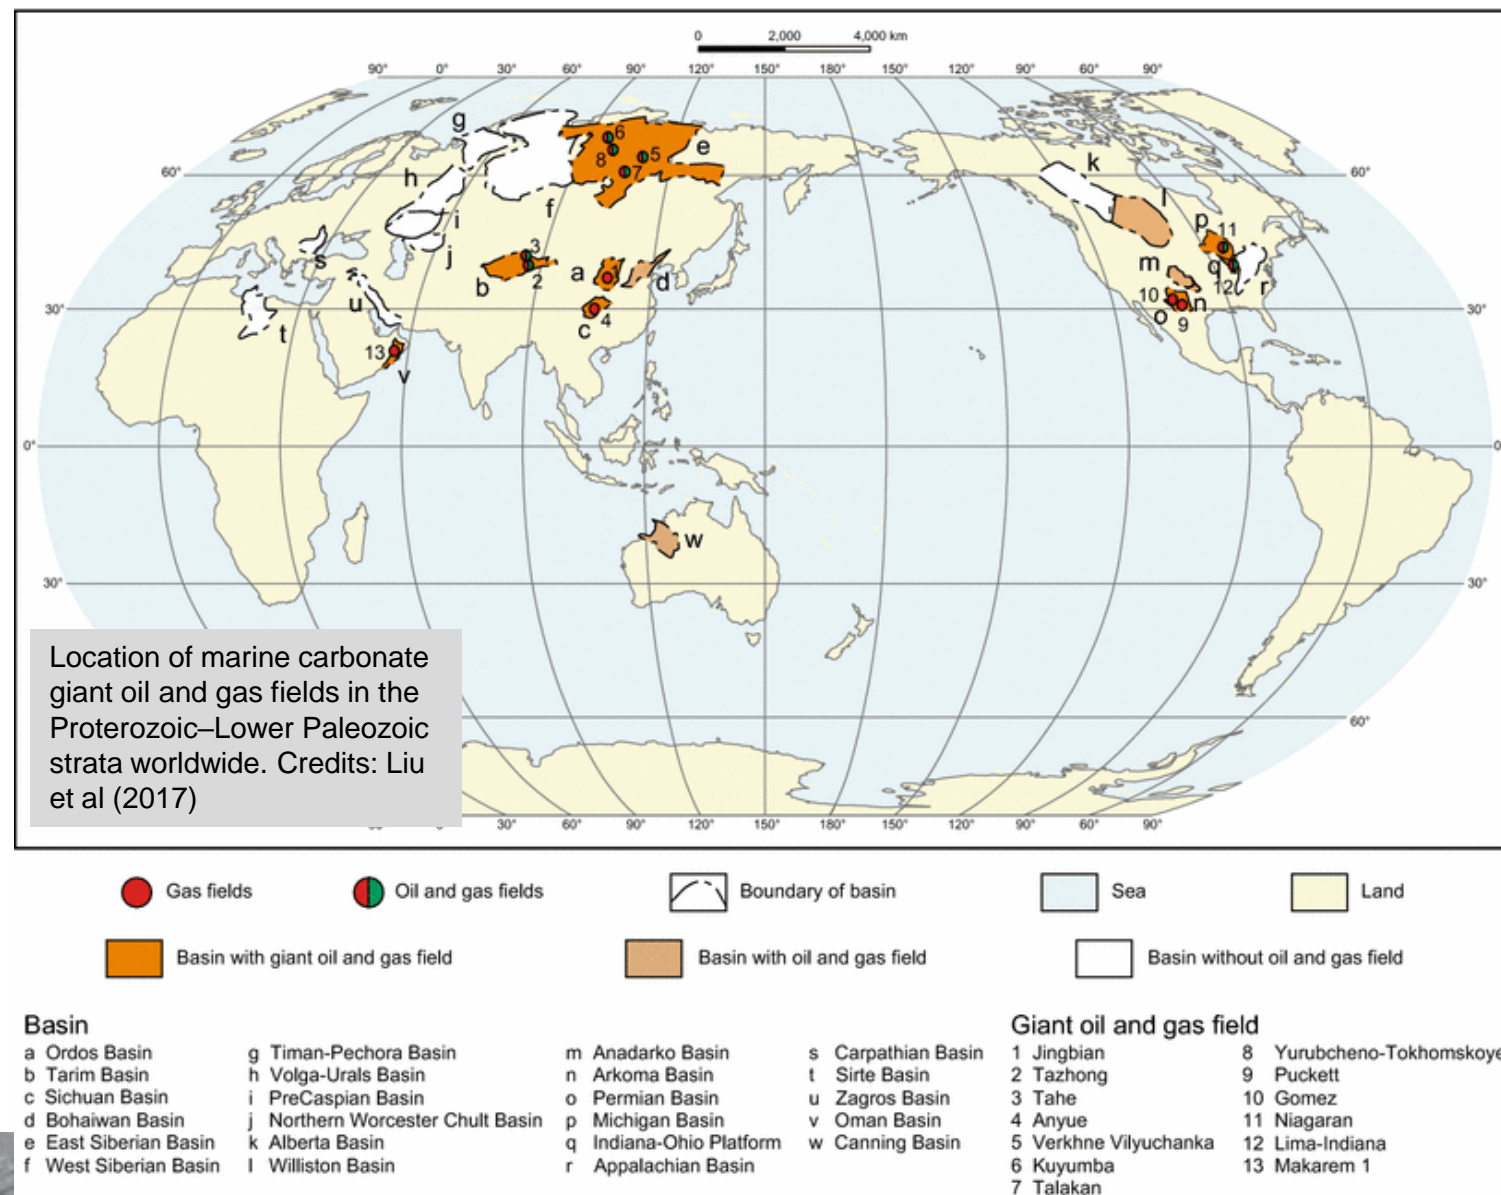 0 2,000 4,000 km
90° 0° 30° 60° 90° 120° 150° 180° 150° 120° 90° 60° 90°
g 6 e k
60° 8 5 60°
h 7 l
f p 11
i
s j 3 a d m q
b 2 10 12 r
u n
30° t c 4 o 9 30°
13
v
0° 0
w
30° 30°
Location of marine carbonate
giant oil and gas fields in the
Proterozoic–Lower Paleozoic
strata worldwide. Credits: Liu
et al (2017)
60°
30° 60° 90° 120° 150° 180° 150° 120° 90° 60° 90°
Gas fields Oil and gas fields Boundary of basin Sea Land
Basin with giant oil and gas field Basin with oil and gas field Basin without oil and gas field
Basin
a Ordos Basin
b Tarim Basin
c Sichuan Basin
d Bohaiwan Basin
e East Siberian Basin
f West Siberian Basin
g Timan-Pechora Basin
h Volga-Urals Basin
i PreCaspian Basin
j Northern Worcester Chult Basin
k Alberta Basin
l Williston Basin
m Anadarko Basin
n Arkoma Basin
o Permian Basin
p Michigan Basin
q Indiana-Ohio Platform
r Appalachian Basin
s Carpathian Basin
t Sirte Basin
u Zagros Basin
v Oman Basin
w Canning Basin
Giant oil and gas field
1 Jingbian
2 Tazhong
3 Tahe
4 Anyue
5 Verkhne Vilyuchanka
6 Kuyumba
7 Talakan
8 Yurubcheno-Tokhomskoye
9 Puckett
10 Gomez
11 Niagaran
12 Lima-Indiana
13 Makarem 1